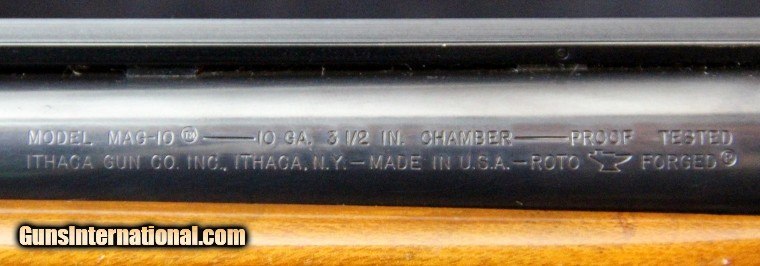 MODEL MAG-10 TM — 10 GA. 3 1/2 IN. CHAMBER — PROOF TESTED
ITHACA GUN CO. INC., ITHACA, N.Y. — MADE IN U.S.A. — ROTO FORGED®
GunsInternational.com